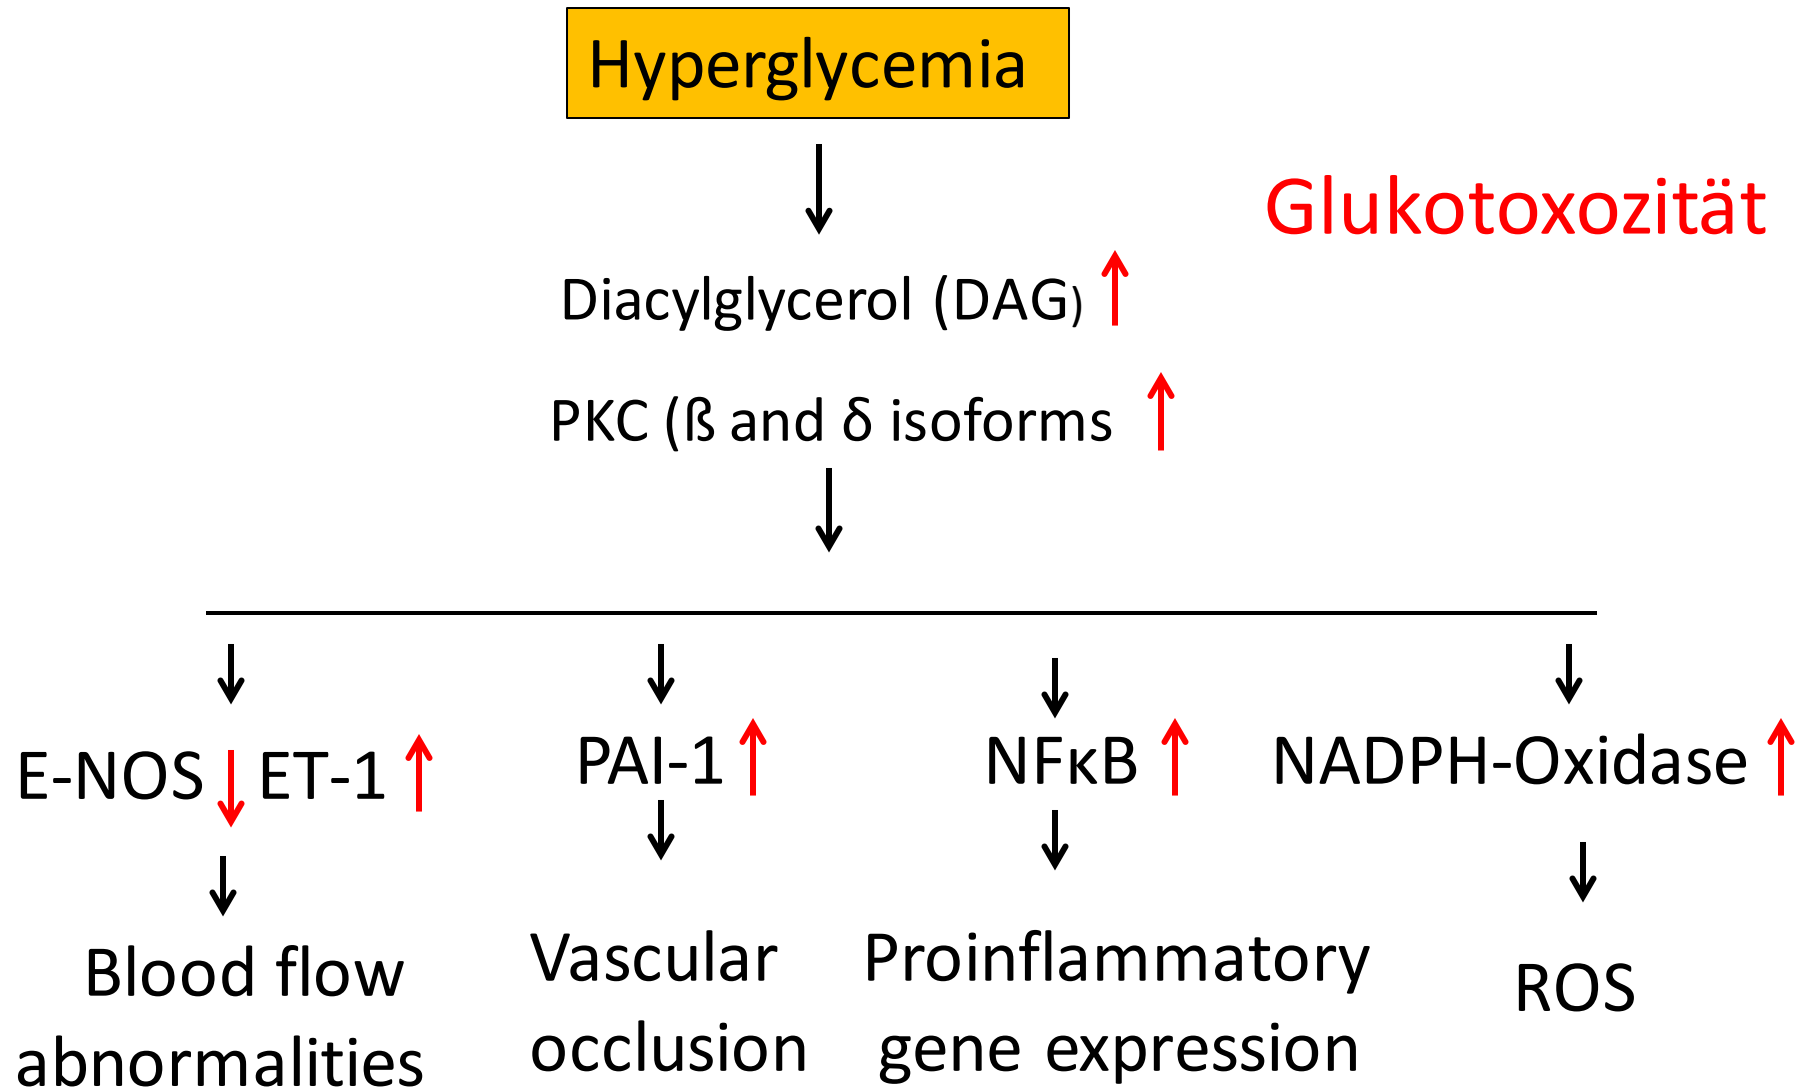 Hyperglycemia
Glukotoxozität
Diacylglycerol (DAG)
PKC (ß and δ isoforms
E-NOS ET-1 PAI-1 NFκB NADPH-Oxidase
Blood flow
abnormalities
Vascular
occlusion
Proinflammatory
gene expression
ROS